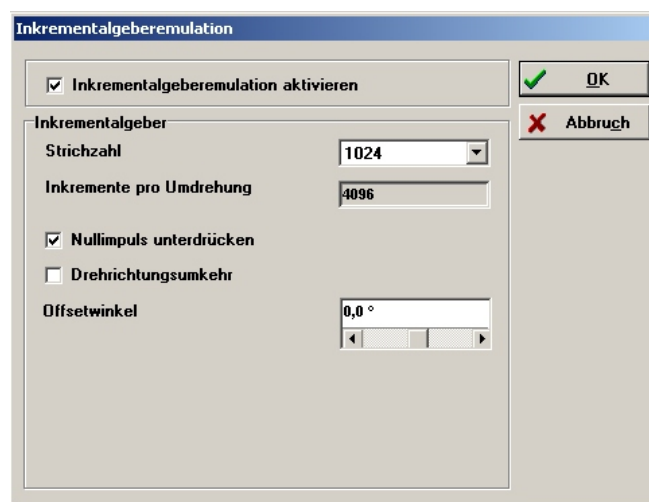 Inkrementalgeberemulation
Inkrementalgeberemulation aktivieren
OK
Abbruch
Inkrementalgeber
Strichzahl
1024
Inkremente pro Umdrehung
4096
Nullimpuls unterdrücken
Drehrichtungsumkehr
Offsetwinkel
0,0 °